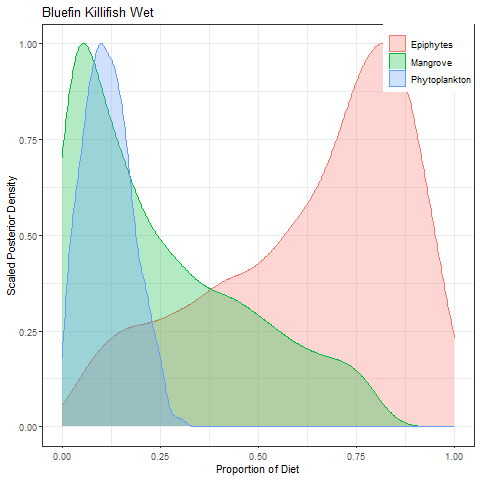 Bluefin Killifish Wet
Epiphytes
Mangrove
Phytoplankton
Scaled Posterior Density
1.00
0.75
0.50
0.25
0.00
0.00 0.25 0.50 0.75 1.00
Proportion of Diet